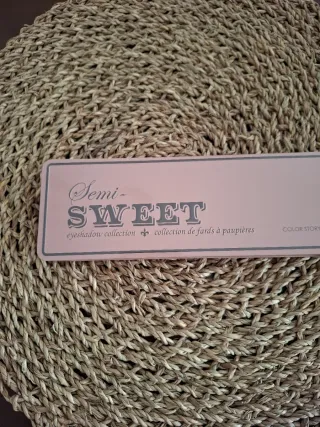 Semi-
SWEET
eyeshadow collection ⚜ collection de fards à paupières
COLOR STORY